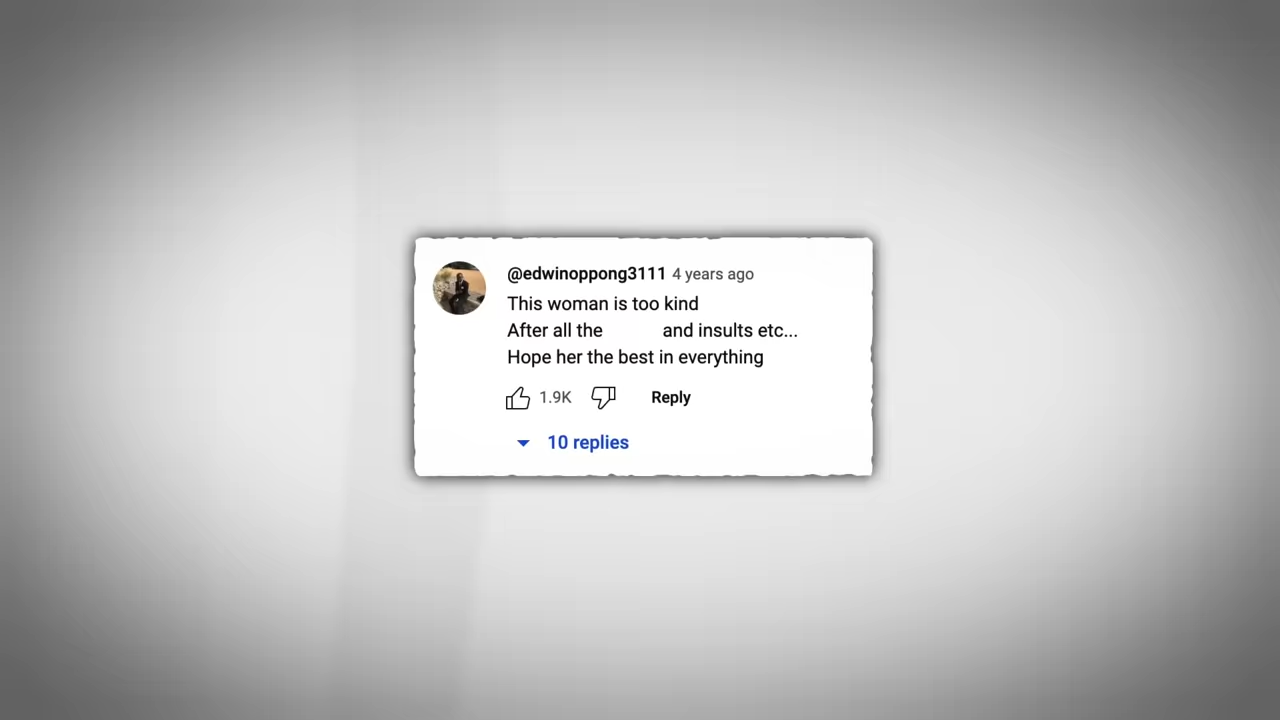 @edwinoppong3111 4 years ago
This woman is too kind
After all the and insults etc...
Hope her the best in everything
1.9K Reply
10 replies